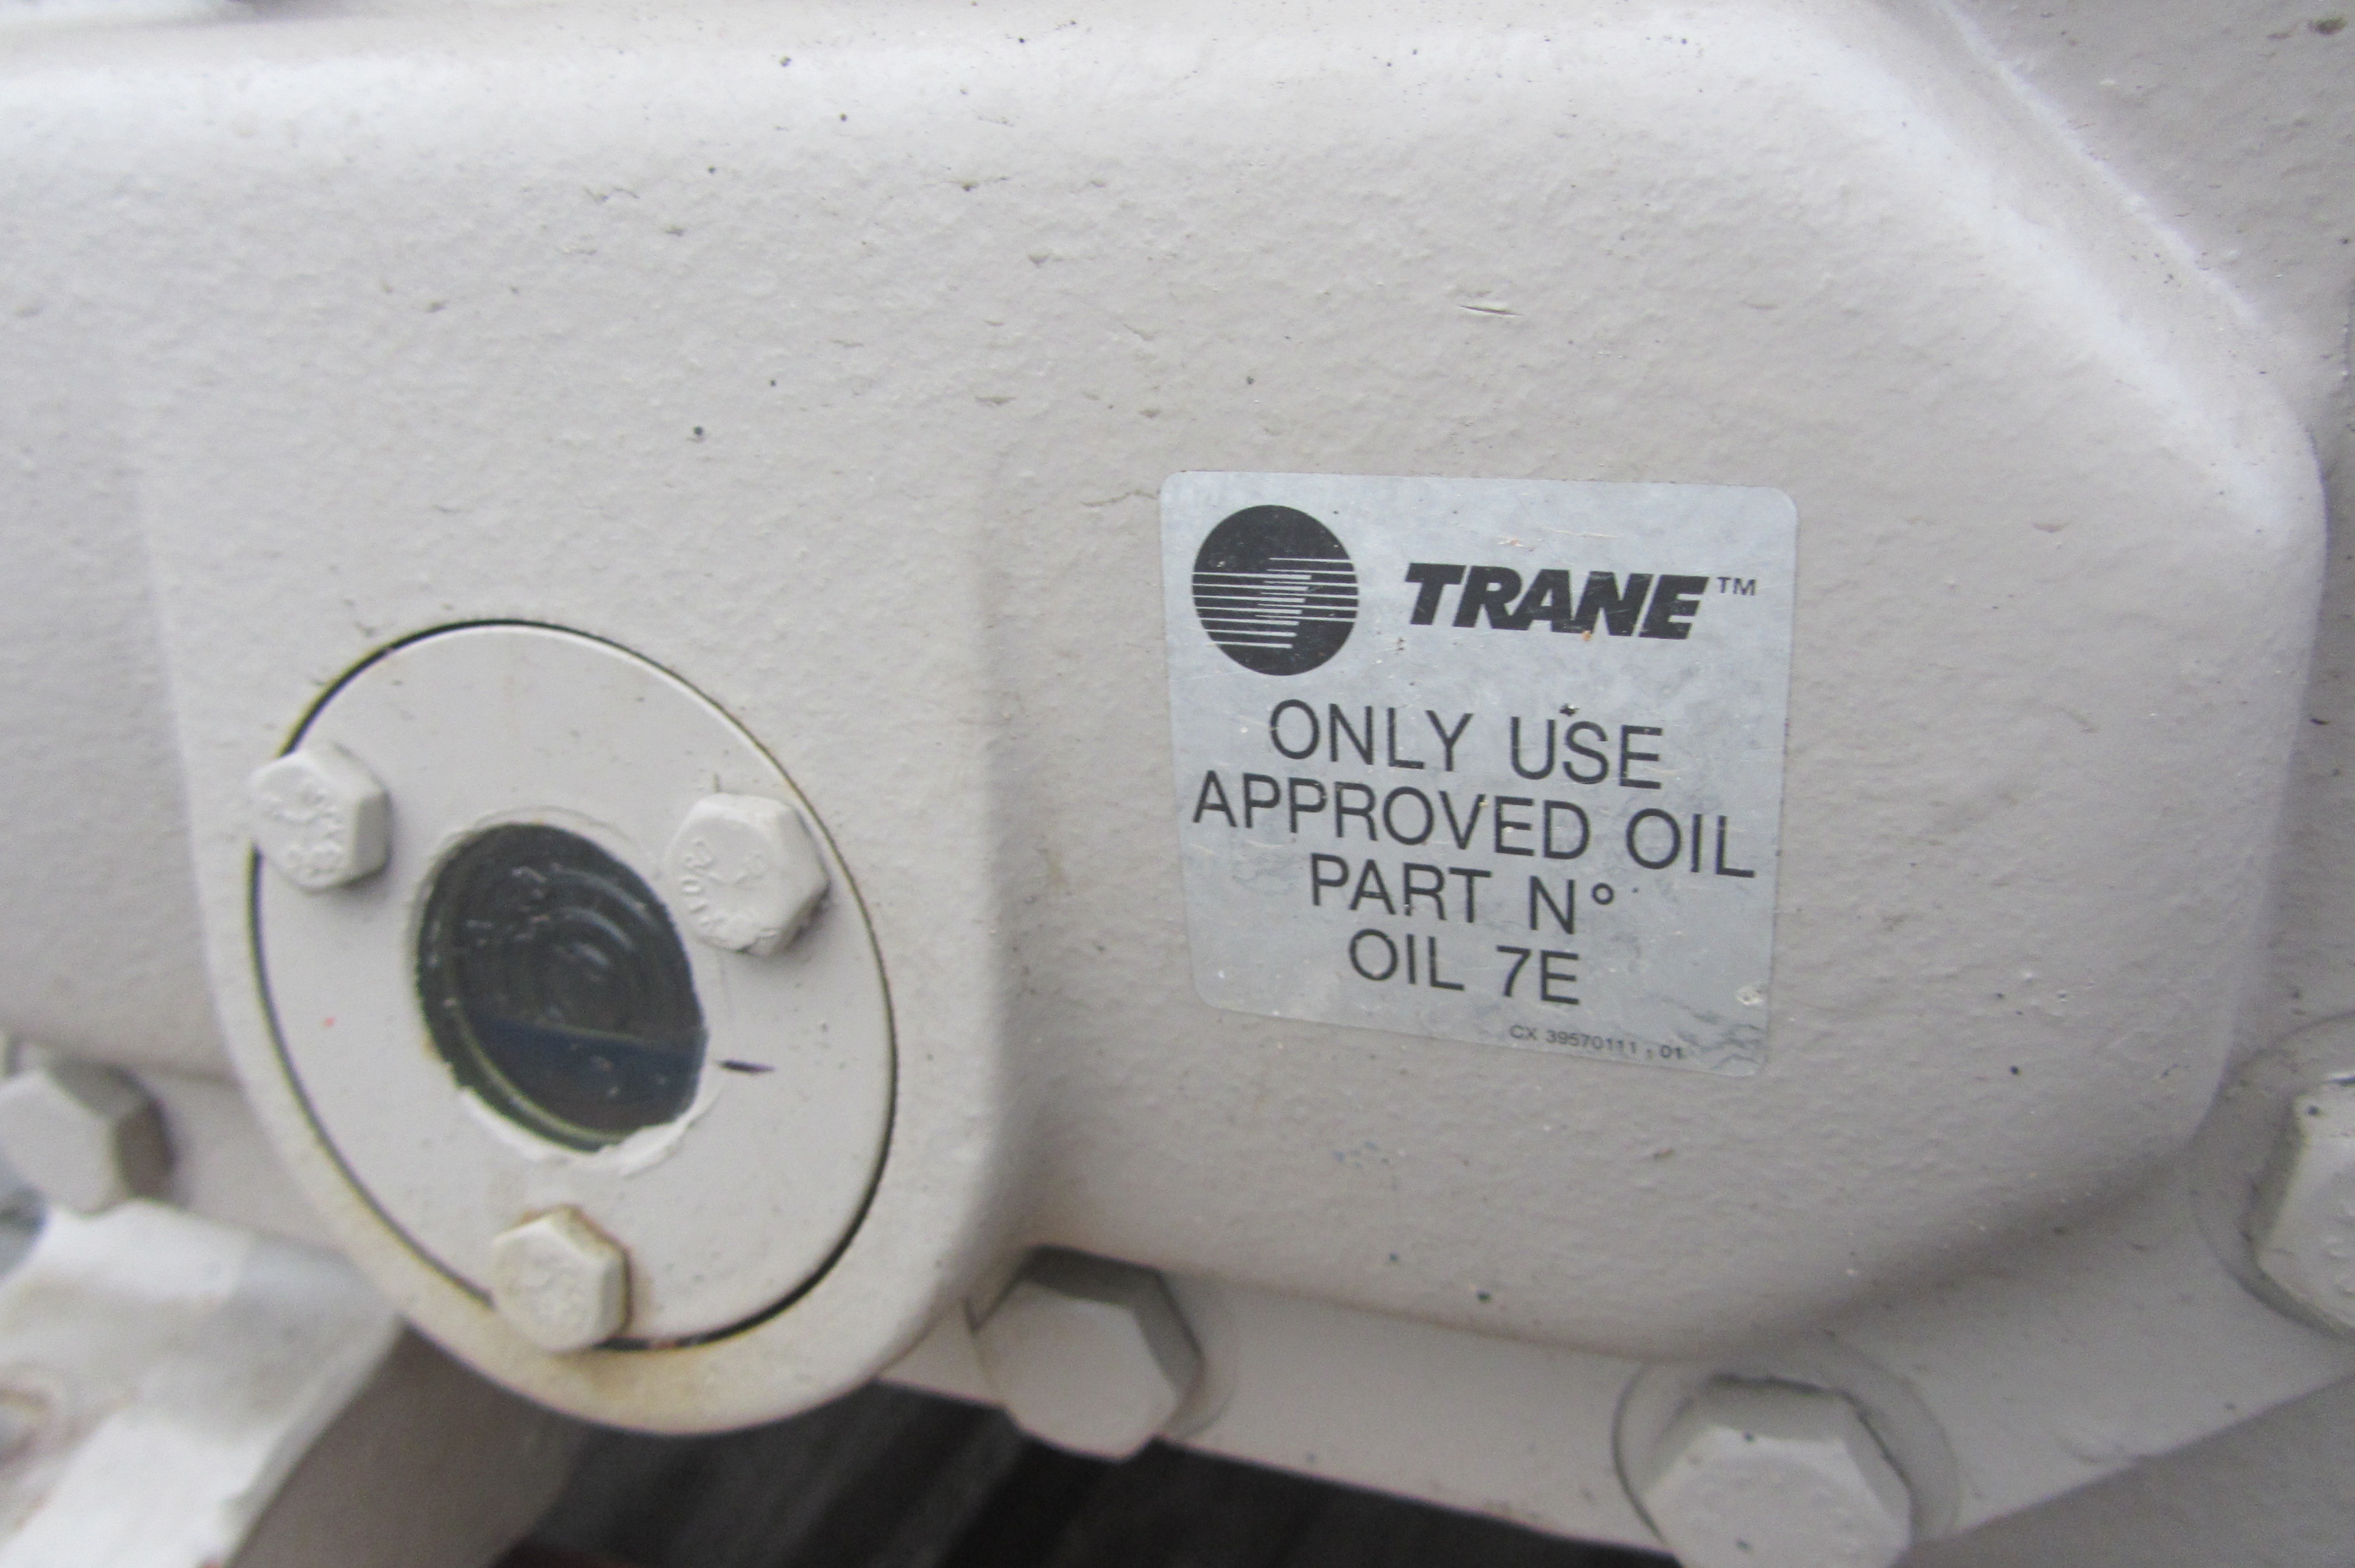 TRANE™
ONLY USE
APPROVED OIL
PART N°
OIL 7E
CX 39570111 . 01